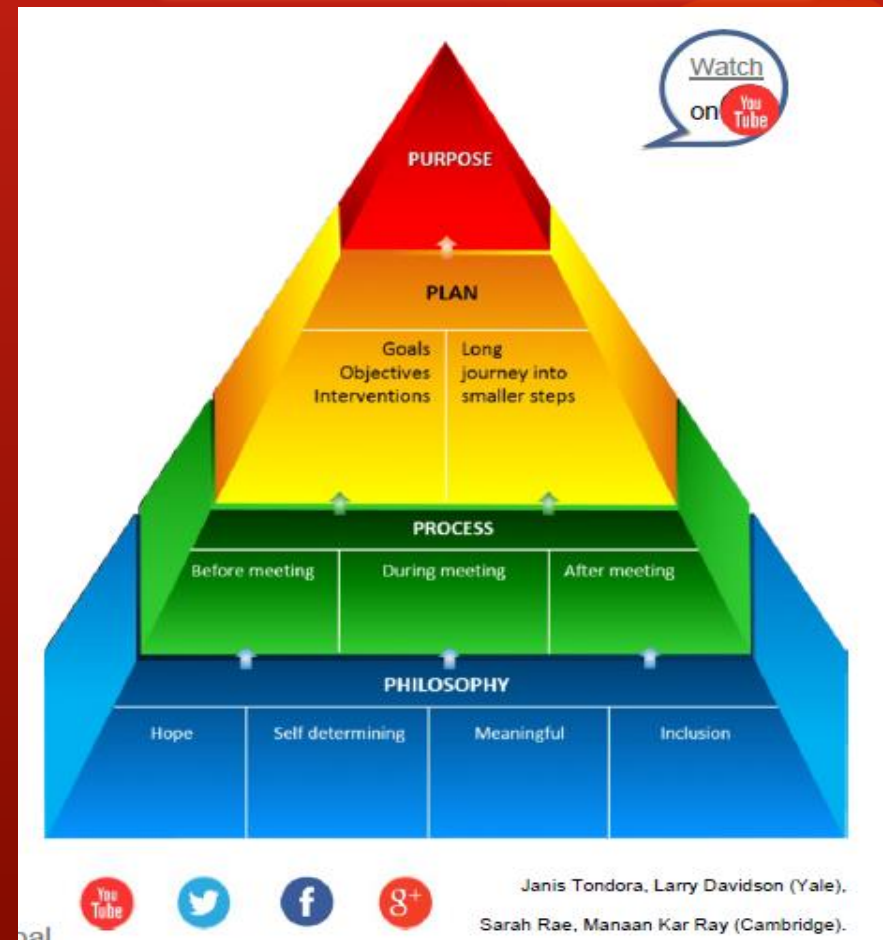 Watch
on You
Tube
PURPOSE
PLAN
Goals
Objectives
Interventions
Long
journey into
smaller steps
PROCESS
Before meeting
During meeting
After meeting
PHILOSOPHY
Hope
Self determining
Meaningful
Inclusion
You
Tube
f
g+
Janis Tondora, Larry Davidson (Yale),
Sarah Rae, Manaan Kar Ray (Cambridge).